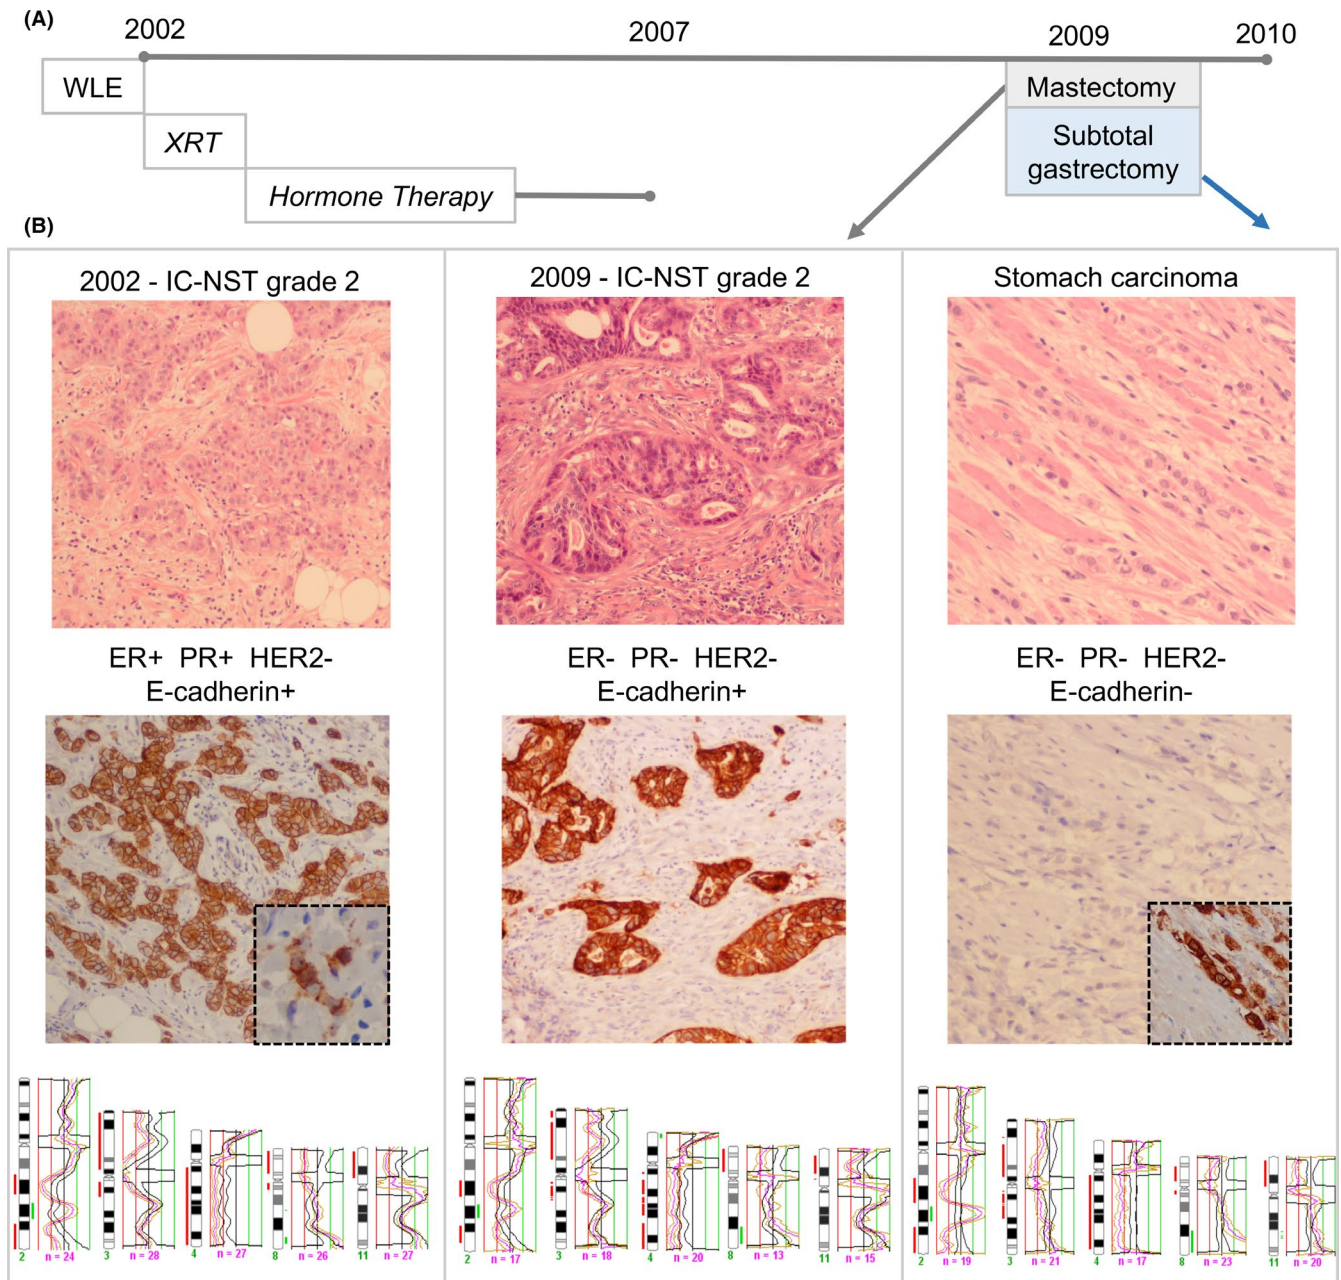 (A)
2002
2007
2009
2010
WLE
XRT
Hormone Therapy
Mastectomy
Subtotal
gastrectomy
(B)
2002 - IC-NST grade 2
ER+ PR+ HER2-
E-cadherin+
2 n = 24
3 n = 28
4 n = 27
8 n = 26
11 n = 27
2009 - IC-NST grade 2
ER- PR- HER2-
E-cadherin+
2 n = 17
3 n = 18
4 n = 20
8 n = 13
11 n = 15
Stomach carcinoma
ER- PR- HER2-
E-cadherin-
2 n = 19
3 n = 21
4 n = 17
8 n = 23
11 n = 20